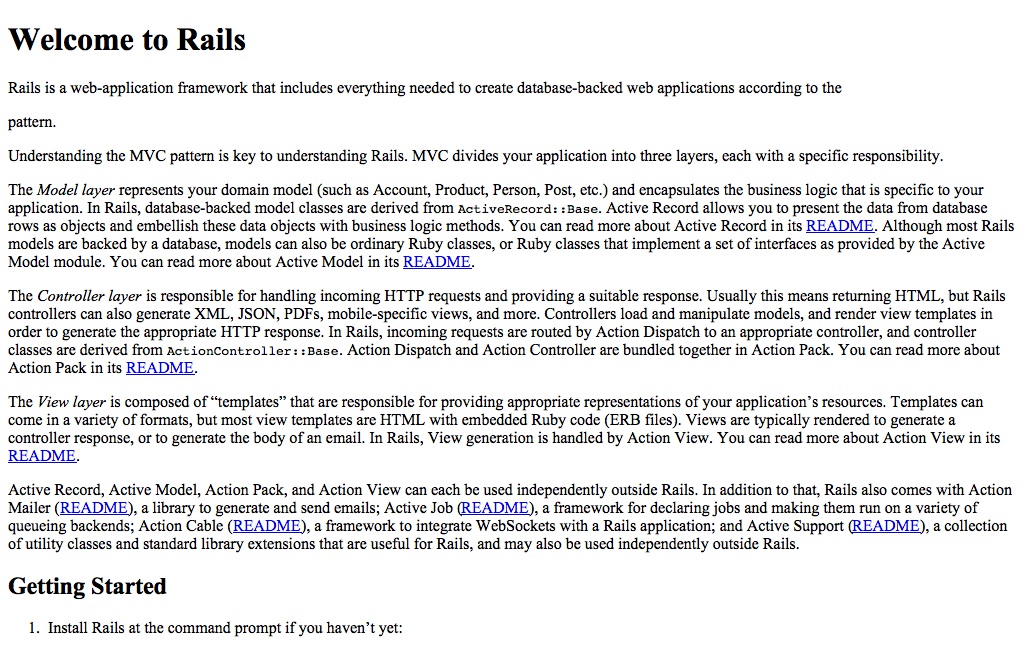 Welcome to Rails
Rails is a web-application framework that includes everything needed to create database-backed web applications according to the
pattern.
Understanding the MVC pattern is key to understanding Rails. MVC divides your application into three layers, each with a specific responsibility.
The Model layer represents your domain model (such as Account, Product, Person, Post, etc.) and encapsulates the business logic that is specific to your
application. In Rails, database-backed model classes are derived from ActiveRecord::Base. Active Record allows you to present the data from database
rows as objects and embellish these data objects with business logic methods. You can read more about Active Record in its README. Although most Rails
models are backed by a database, models can also be ordinary Ruby classes, or Ruby classes that implement a set of interfaces as provided by the Active
Model module. You can read more about Active Model in its README.
The Controller layer is responsible for handling incoming HTTP requests and providing a suitable response. Usually this means returning HTML, but Rails
controllers can also generate XML, JSON, PDFs, mobile-specific views, and more. Controllers load and manipulate models, and render view templates in
order to generate the appropriate HTTP response. In Rails, incoming requests are routed by Action Dispatch to an appropriate controller, and controller
classes are derived from ActionController::Base. Action Dispatch and Action Controller are bundled together in Action Pack. You can read more about
Action Pack in its README.
The View layer is composed of “templates” that are responsible for providing appropriate representations of your application’s resources. Templates can
come in a variety of formats, but most view templates are HTML with embedded Ruby code (ERB files). Views are typically rendered to generate a
controller response, or to generate the body of an email. In Rails, View generation is handled by Action View. You can read more about Action View in its
README.
Active Record, Active Model, Action Pack, and Action View can each be used independently outside Rails. In addition to that, Rails also comes with Action
Mailer (README), a library to generate and send emails; Active Job (README), a framework for declaring jobs and making them run on a variety of
queueing backends; Action Cable (README), a framework to integrate WebSockets with a Rails application; and Active Support (README), a collection
of utility classes and standard library extensions that are useful for Rails, and may also be used independently outside Rails.
Getting Started
1. Install Rails at the command prompt if you haven’t yet: